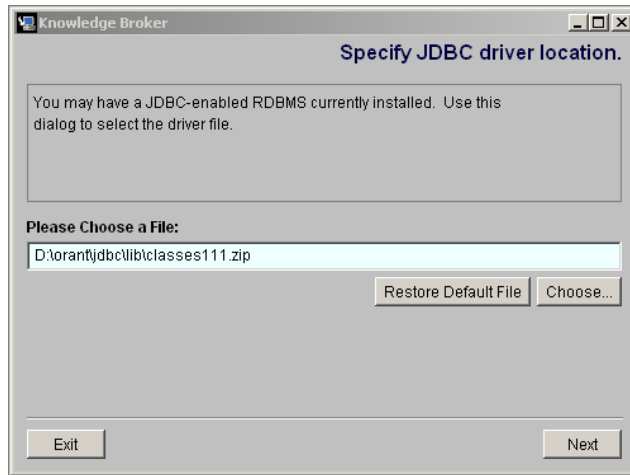 Knowledge Broker
Specify JDBC driver location.
You may have a JDBC-enabled RDBMS currently installed.  Use this
dialog to select the driver file.
Please Choose a File:
D:\orant\jdbc\lib\classes111.zip
Restore Default File
Choose...
Exit
Next